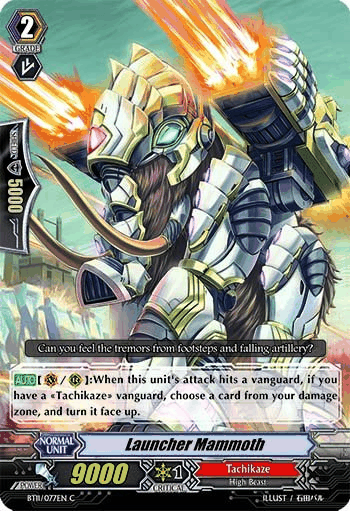 2
GRADE
5000
SHIELD
Can you feel the tremors from footsteps and falling artillery?
AUTO [ / ]:When this unit's attack hits a vanguard, if you
have a «Tachikaze» vanguard, choose a card from your damage
zone, and turn it face up.
NORMAL
UNIT
Launcher Mammoth
POWER
9000
1
CRITICAL
Tachikaze
High Beast
BT11/077EN C
ILLUST / 石田バル